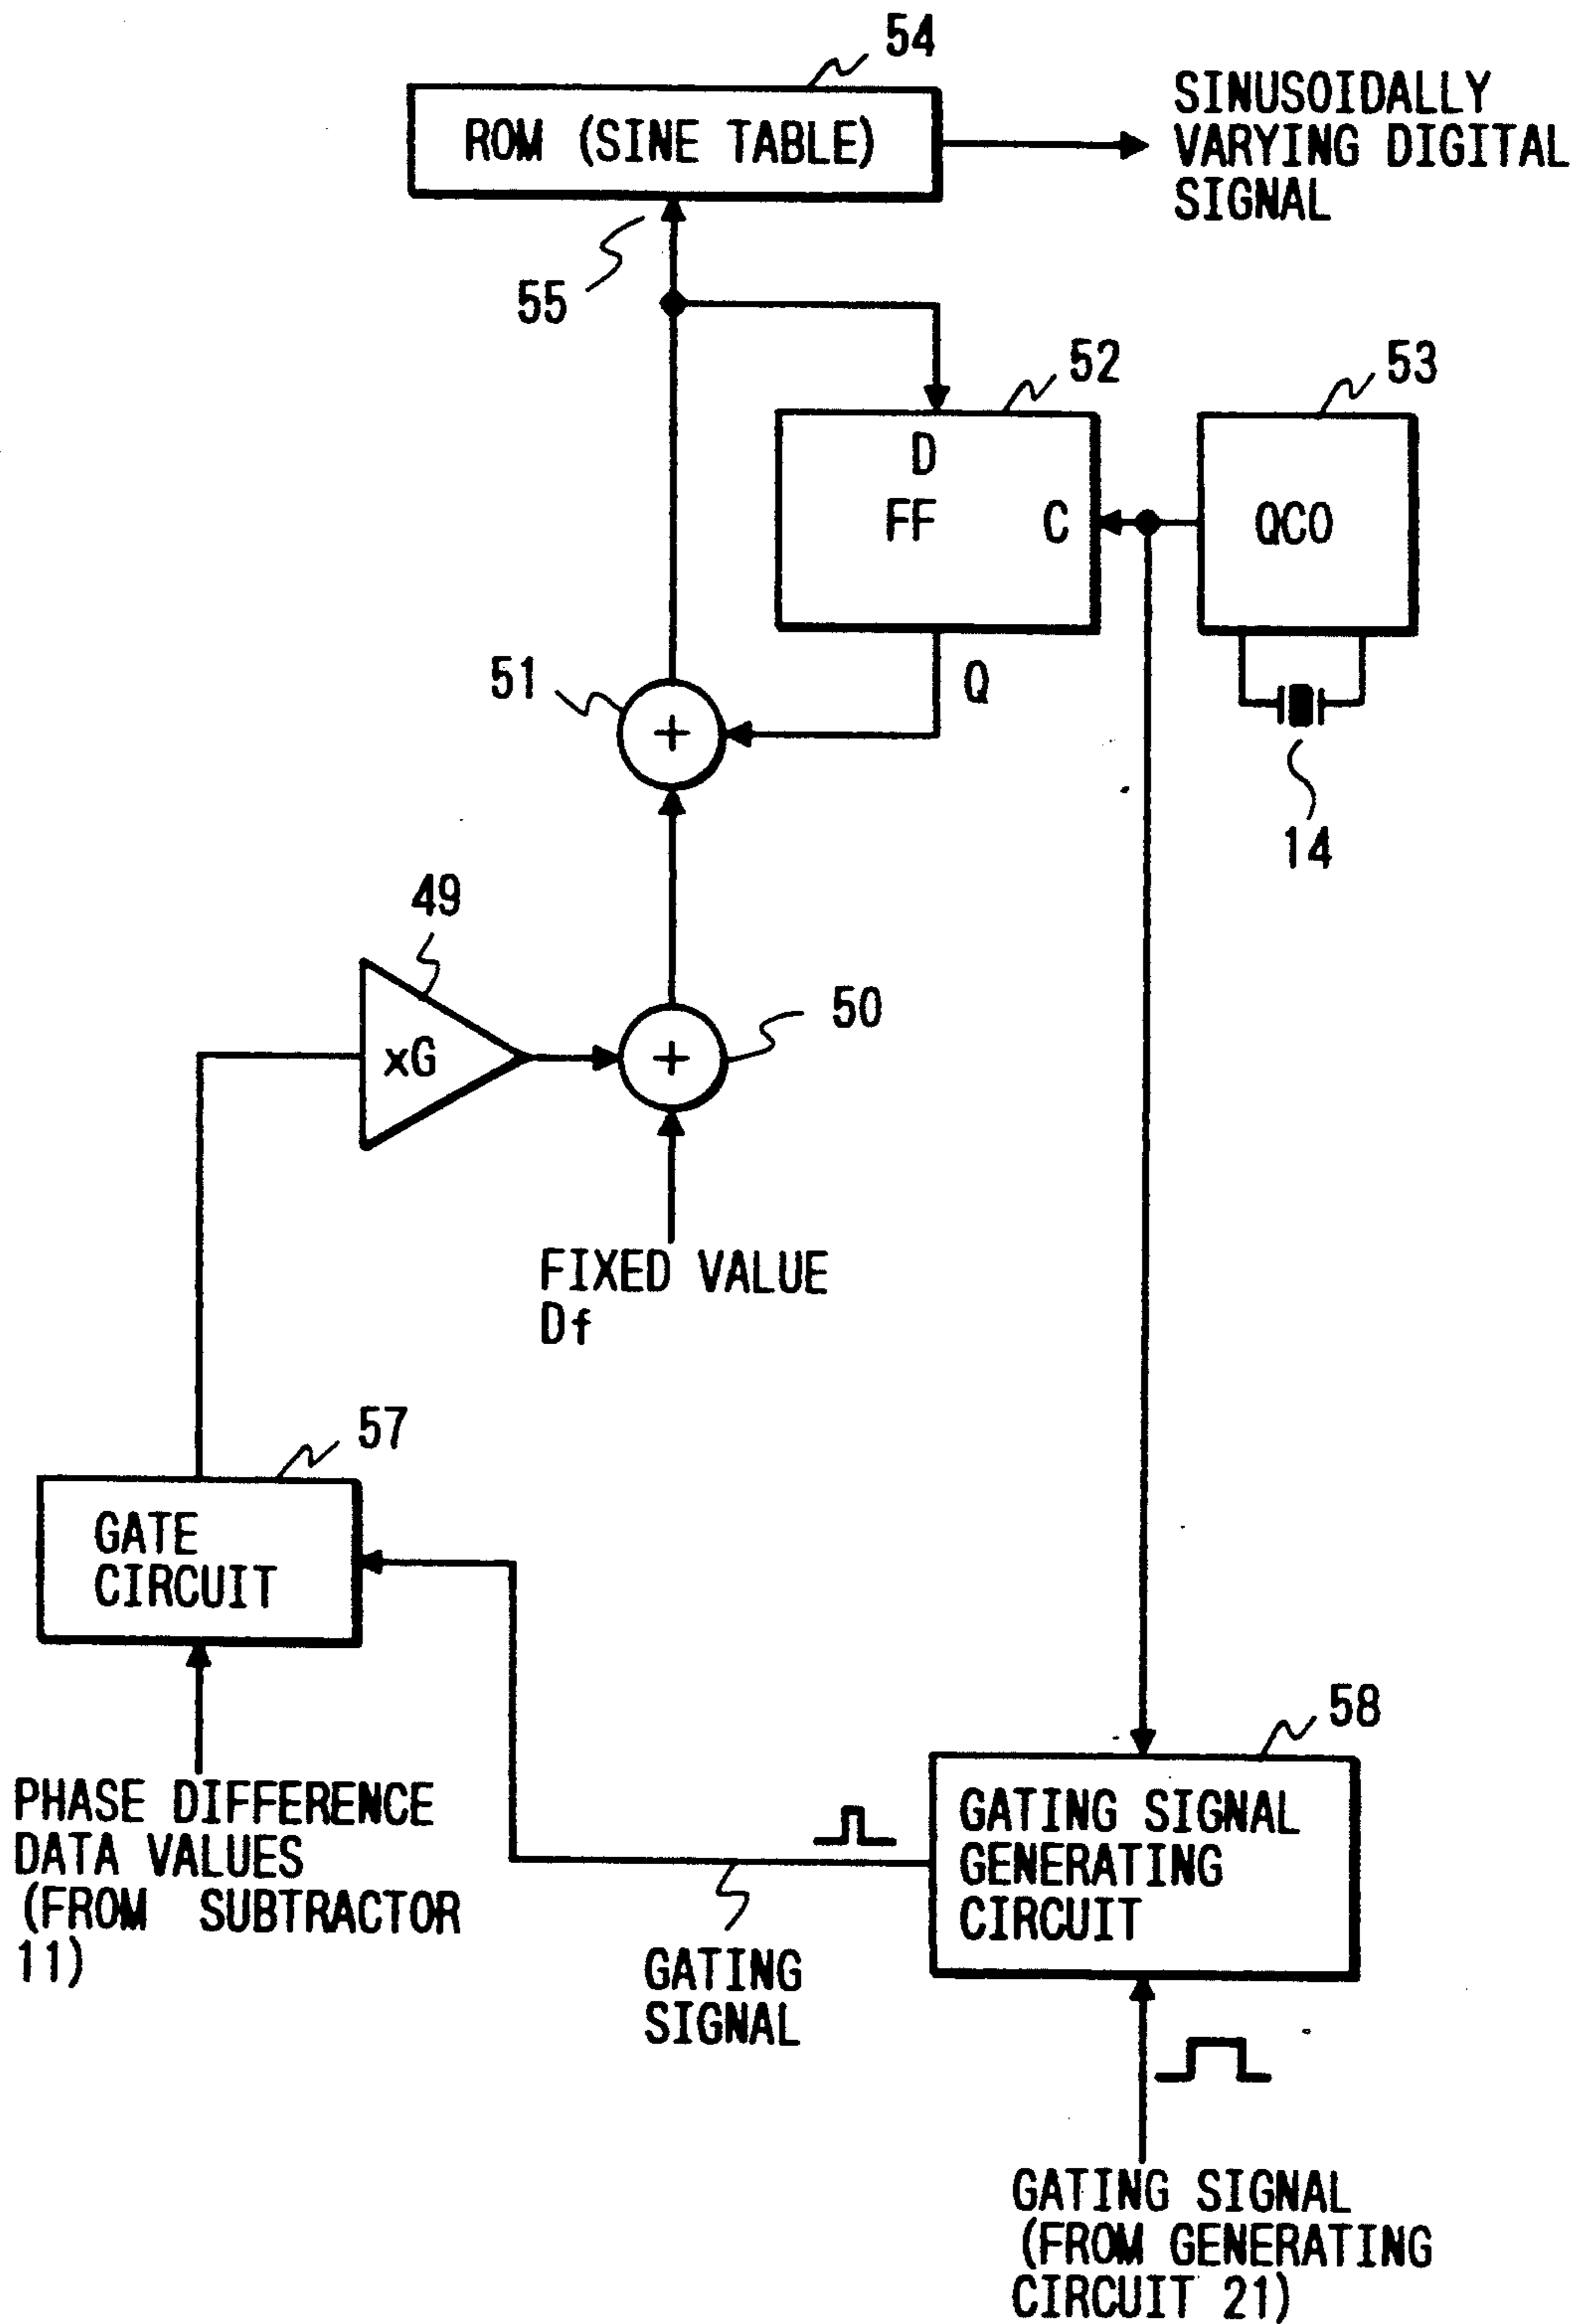 54
ROM (SINE TABLE)
SINUSOIDALLY
VARYING DIGITAL
SIGNAL
55
52
53
D
FF
C
QCO
Q
51
14
49
xG
50
FIXED VALUE
Df
57
GATE
CIRCUIT
58
PHASE DIFFERENCE
DATA VALUES
(FROM SUBTRACTOR
11)
GATING SIGNAL
GENERATING
CIRCUIT
GATING
SIGNAL
GATING SIGNAL
(FROM GENERATING
CIRCUIT 21)
+
+